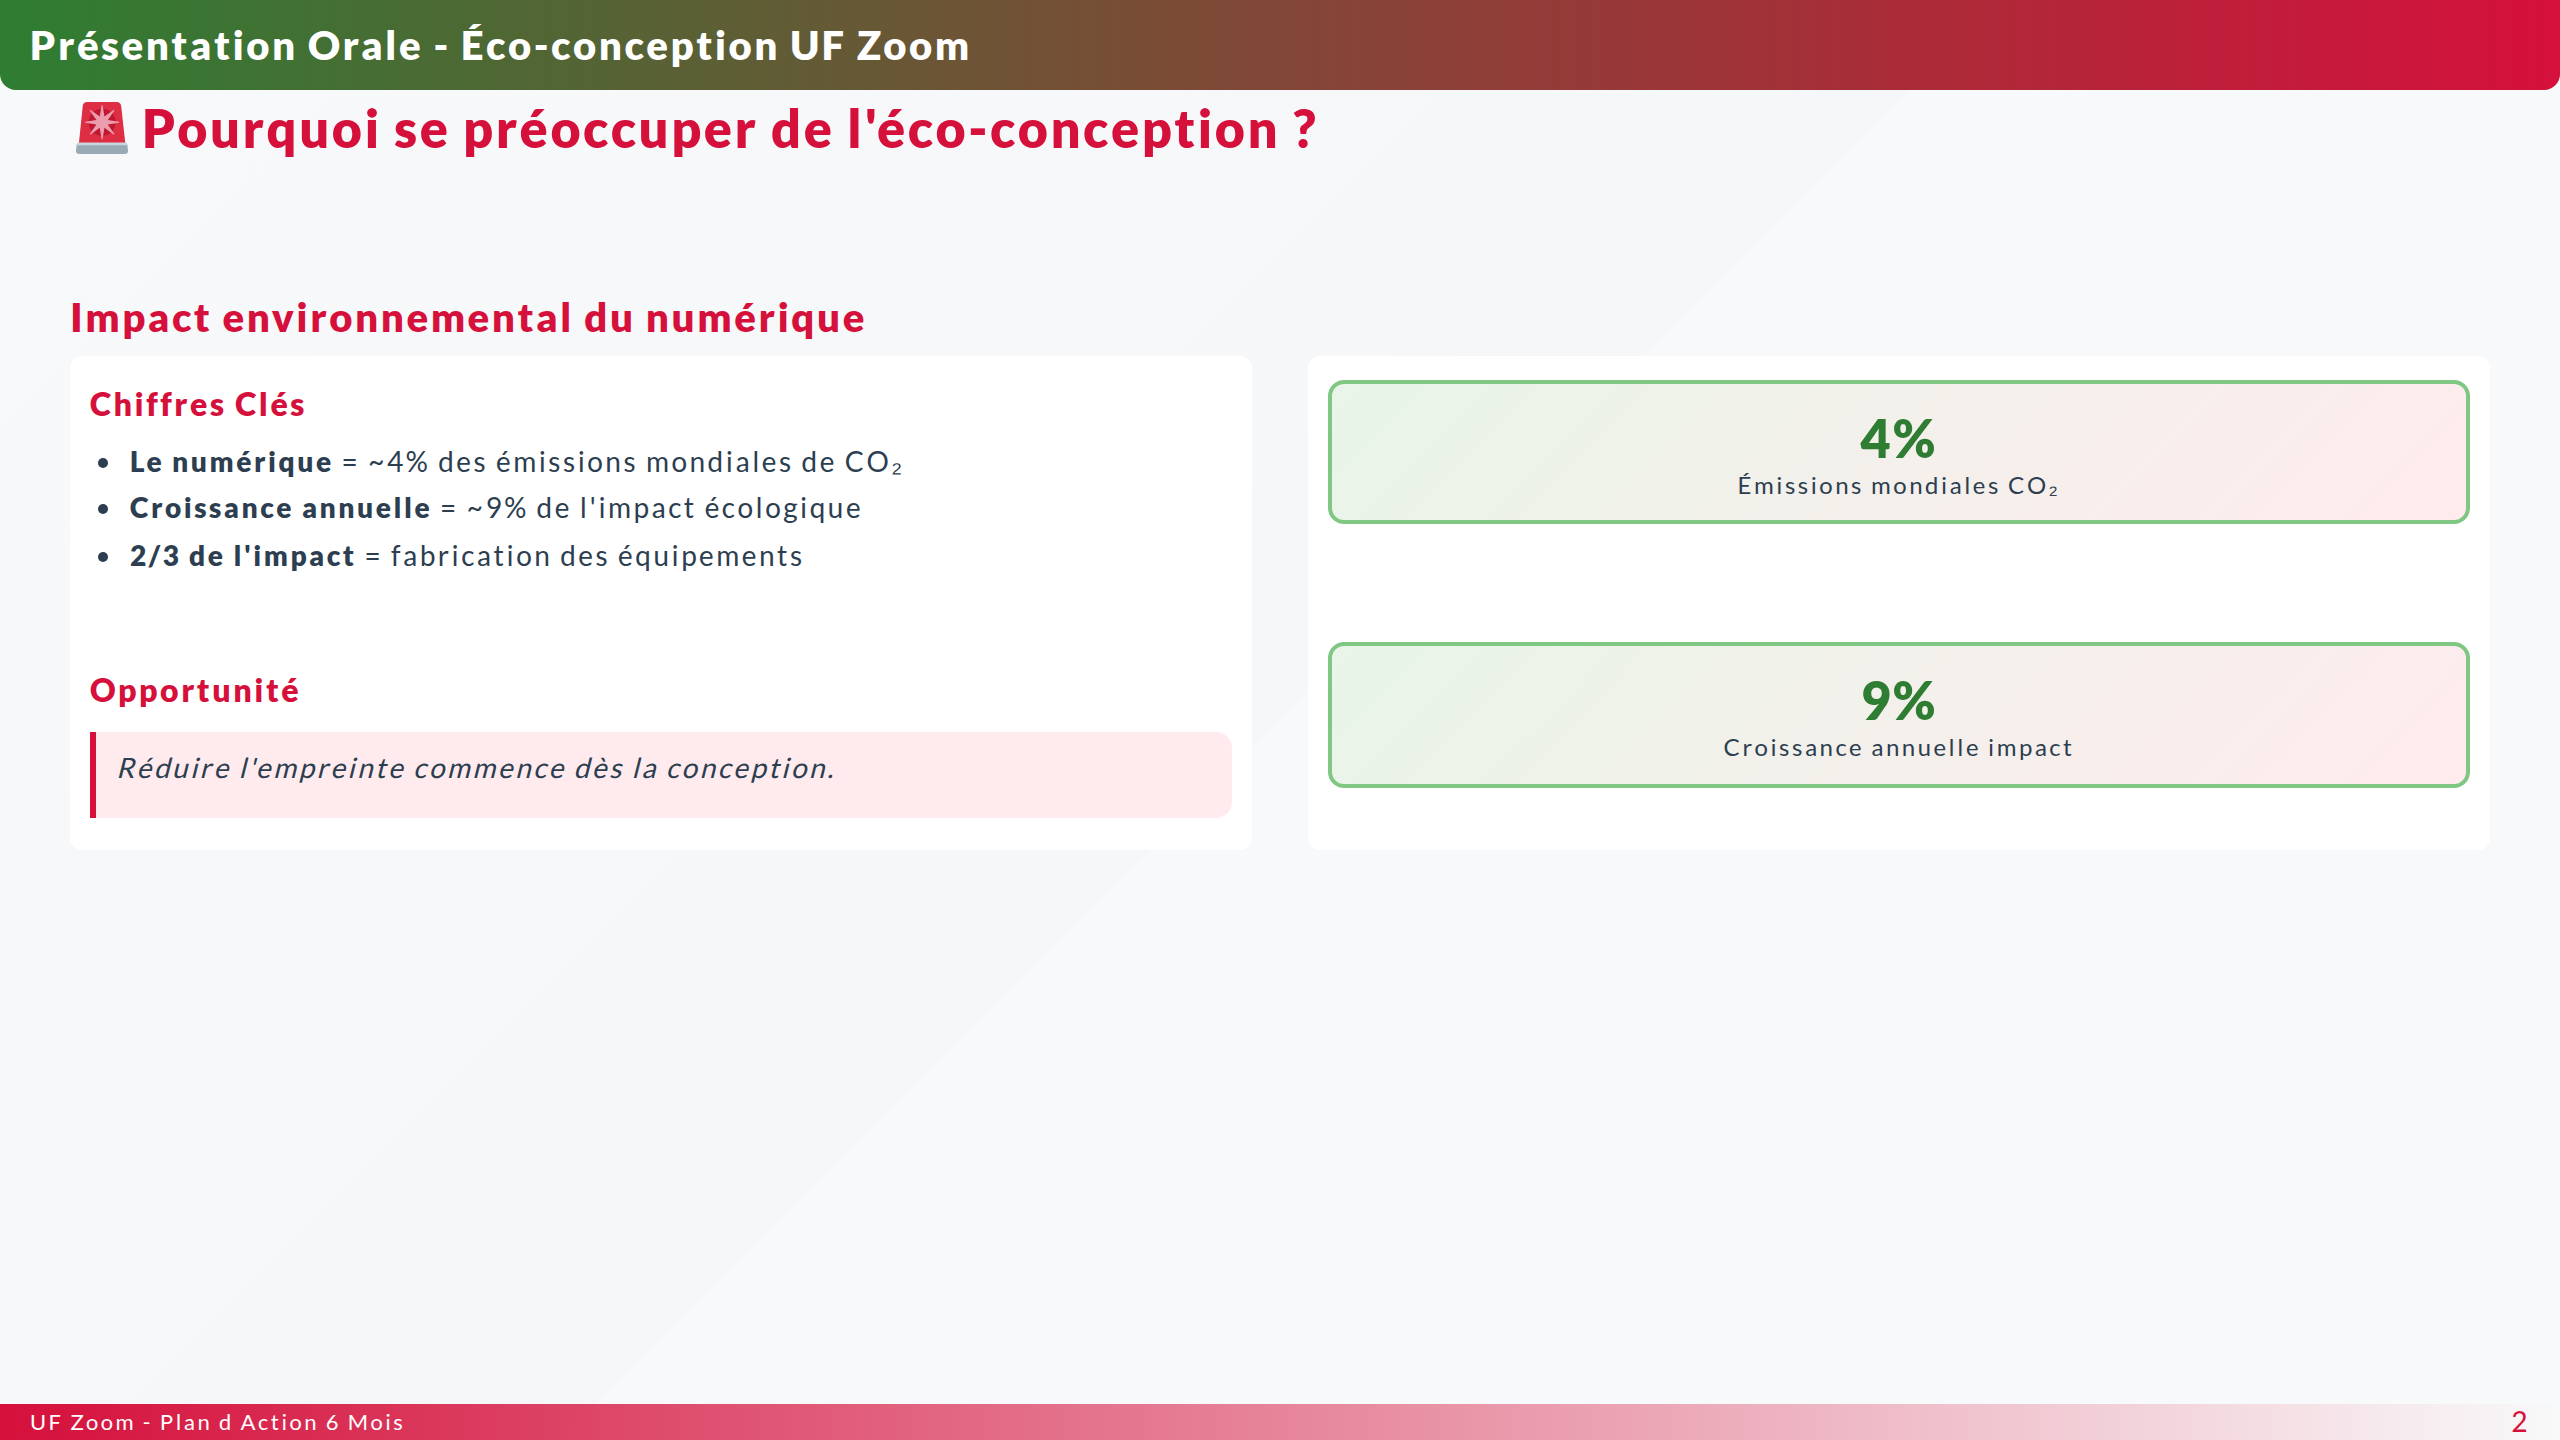 Présentation Orale - Éco-conception UF Zoom
Pourquoi se préoccuper de l'éco-conception ?
Impact environnemental du numérique
Chiffres Clés
Le numérique = ~4% des émissions mondiales de CO₂
Croissance annuelle = ~9% de l'impact écologique
2/3 de l'impact = fabrication des équipements
Opportunité
Réduire l'empreinte commence dès la conception.
4%
Émissions mondiales CO₂
9%
Croissance annuelle impact
UF Zoom - Plan d Action 6 Mois
2